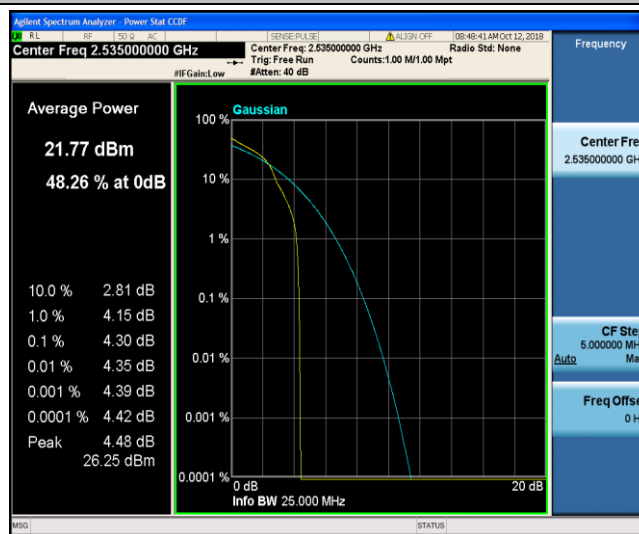 Agilent Spectrum Analyzer - Power Stat CCDF
RL RF 50 Ω AC SENSE:PULSE ALIGN OFF 08:48:41 AM Oct 12, 2018
Center Freq 2.535000000 GHz Center Freq: 2.535000000 GHz Radio Std: None
Trig: Free Run Counts:1.00 M/1.00 Mpt
#IFGain:Low #Atten: 40 dB
Frequency
Average Power
21.77 dBm
48.26 % at 0dB
10.0 % 2.81 dB
1.0 % 4.15 dB
0.1 % 4.30 dB
0.01 % 4.35 dB
0.001 % 4.39 dB
0.0001 % 4.42 dB
Peak 4.48 dB
26.25 dBm
Gaussian
100 %
10 %
1 %
0.1 %
0.01 %
0.001 %
0.0001 %
0 dB 20 dB
Info BW 25.000 MHz
Center Fre
2.535000000 GH
CF Ste
5.000000 MH
Auto Ma
Freq Offse
0 H
MSG STATUS